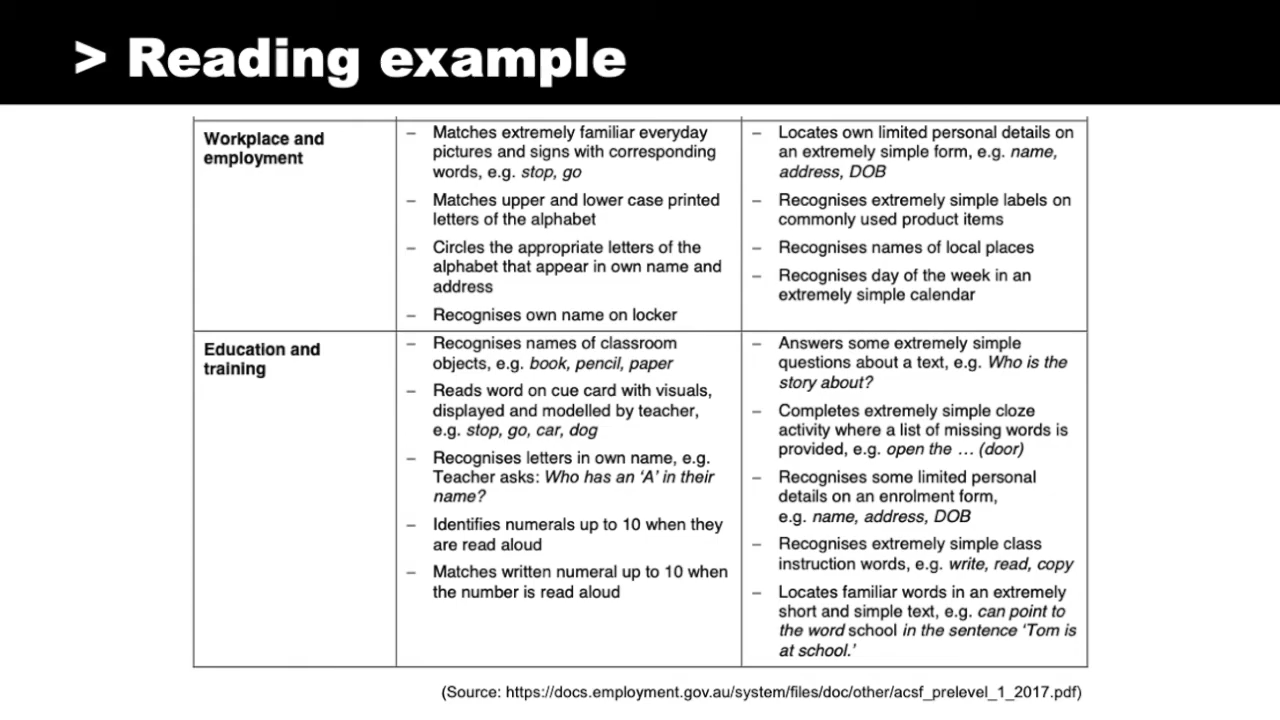 > Reading example
Workplace and
employment
– Matches extremely familiar everyday
pictures and signs with corresponding
words, e.g. stop, go
– Matches upper and lower case printed
letters of the alphabet
– Circles the appropriate letters of the
alphabet that appear in own name and
address
– Recognises own name on locker
– Locates own limited personal details on
an extremely simple form, e.g. name,
address, DOB
– Recognises extremely simple labels on
commonly used product items
– Recognises names of local places
– Recognises day of the week in an
extremely simple calendar
Education and
training
– Recognises names of classroom
objects, e.g. book, pencil, paper
– Reads word on cue card with visuals,
displayed and modelled by teacher,
e.g. stop, go, car, dog
– Recognises letters in own name, e.g.
Teacher asks: Who has an ‘A’ in their
name?
– Identifies numerals up to 10 when they
are read aloud
– Matches written numeral up to 10 when
the number is read aloud
– Answers some extremely simple
questions about a text, e.g. Who is the
story about?
– Completes extremely simple cloze
activity where a list of missing words is
provided, e.g. open the … (door)
– Recognises some limited personal
details on an enrolment form,
e.g. name, address, DOB
– Recognises extremely simple class
instruction words, e.g. write, read, copy
– Locates familiar words in an extremely
short and simple text, e.g. can point to
the word school in the sentence ‘Tom is
at school.’
(Source: https://docs.employment.gov.au/system/files/doc/other/acsf_prelevel_1_2017.pdf)